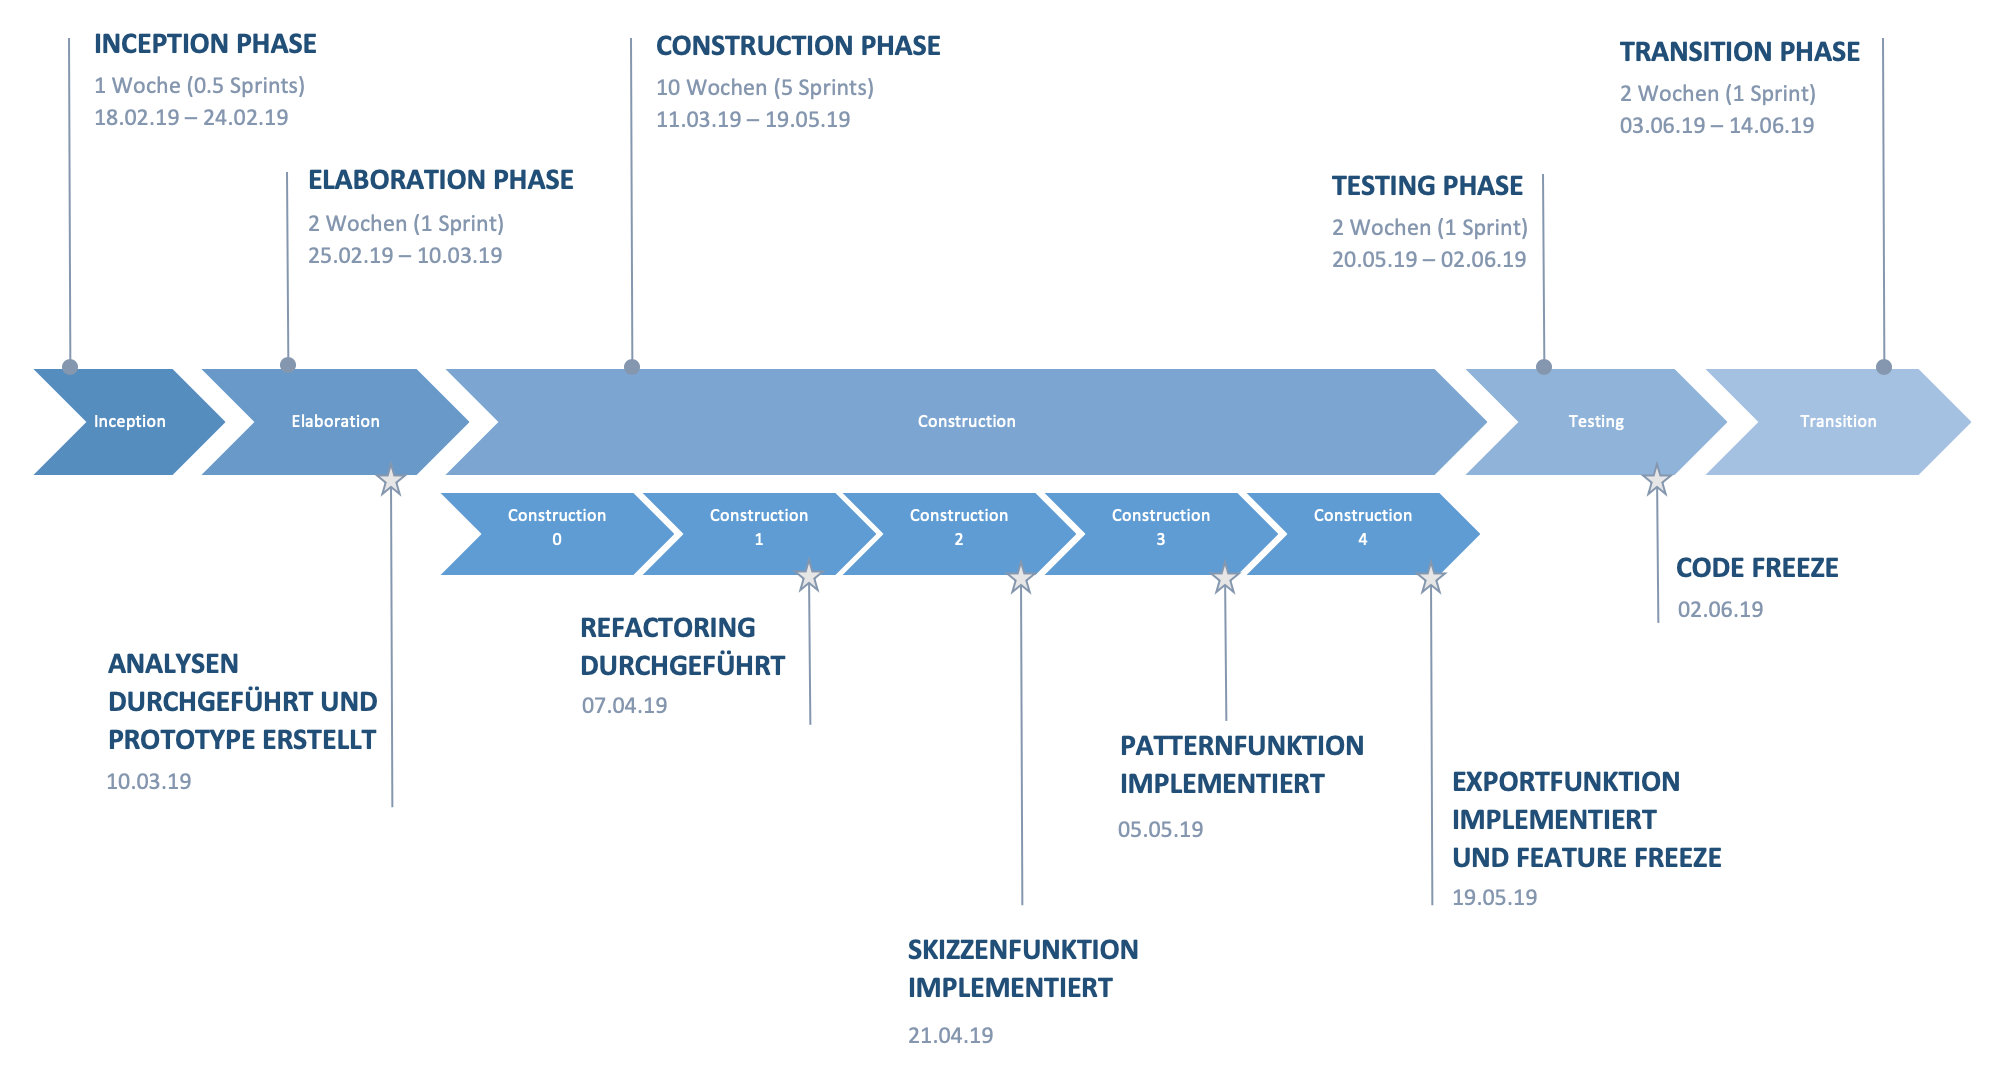 INCEPTION PHASE
1 Woche (0.5 Sprints)
18.02.19 – 24.02.19
ELABORATION PHASE
2 Wochen (1 Sprint)
25.02.19 – 10.03.19
CONSTRUCTION PHASE
10 Wochen (5 Sprints)
11.03.19 – 19.05.19
TESTING PHASE
2 Wochen (1 Sprint)
20.05.19 – 02.06.19
TRANSITION PHASE
2 Wochen (1 Sprint)
03.06.19 – 14.06.19
Inception
Elaboration
Construction
Testing
Transition
Construction
0
Construction
1
Construction
2
Construction
3
Construction
4
ANALYSEN
DURCHGEFÜHRT UND
PROTOTYPE ERSTELLT
10.03.19
REFACTORING
DURCHGEFÜHRT
07.04.19
SKIZZENFUNKTION
IMPLEMENTIERT
21.04.19
PATTERNFUNKTION
IMPLEMENTIERT
05.05.19
EXPORTFUNKTION
IMPLEMENTIERT
UND FEATURE FREEZE
19.05.19
CODE FREEZE
02.06.19